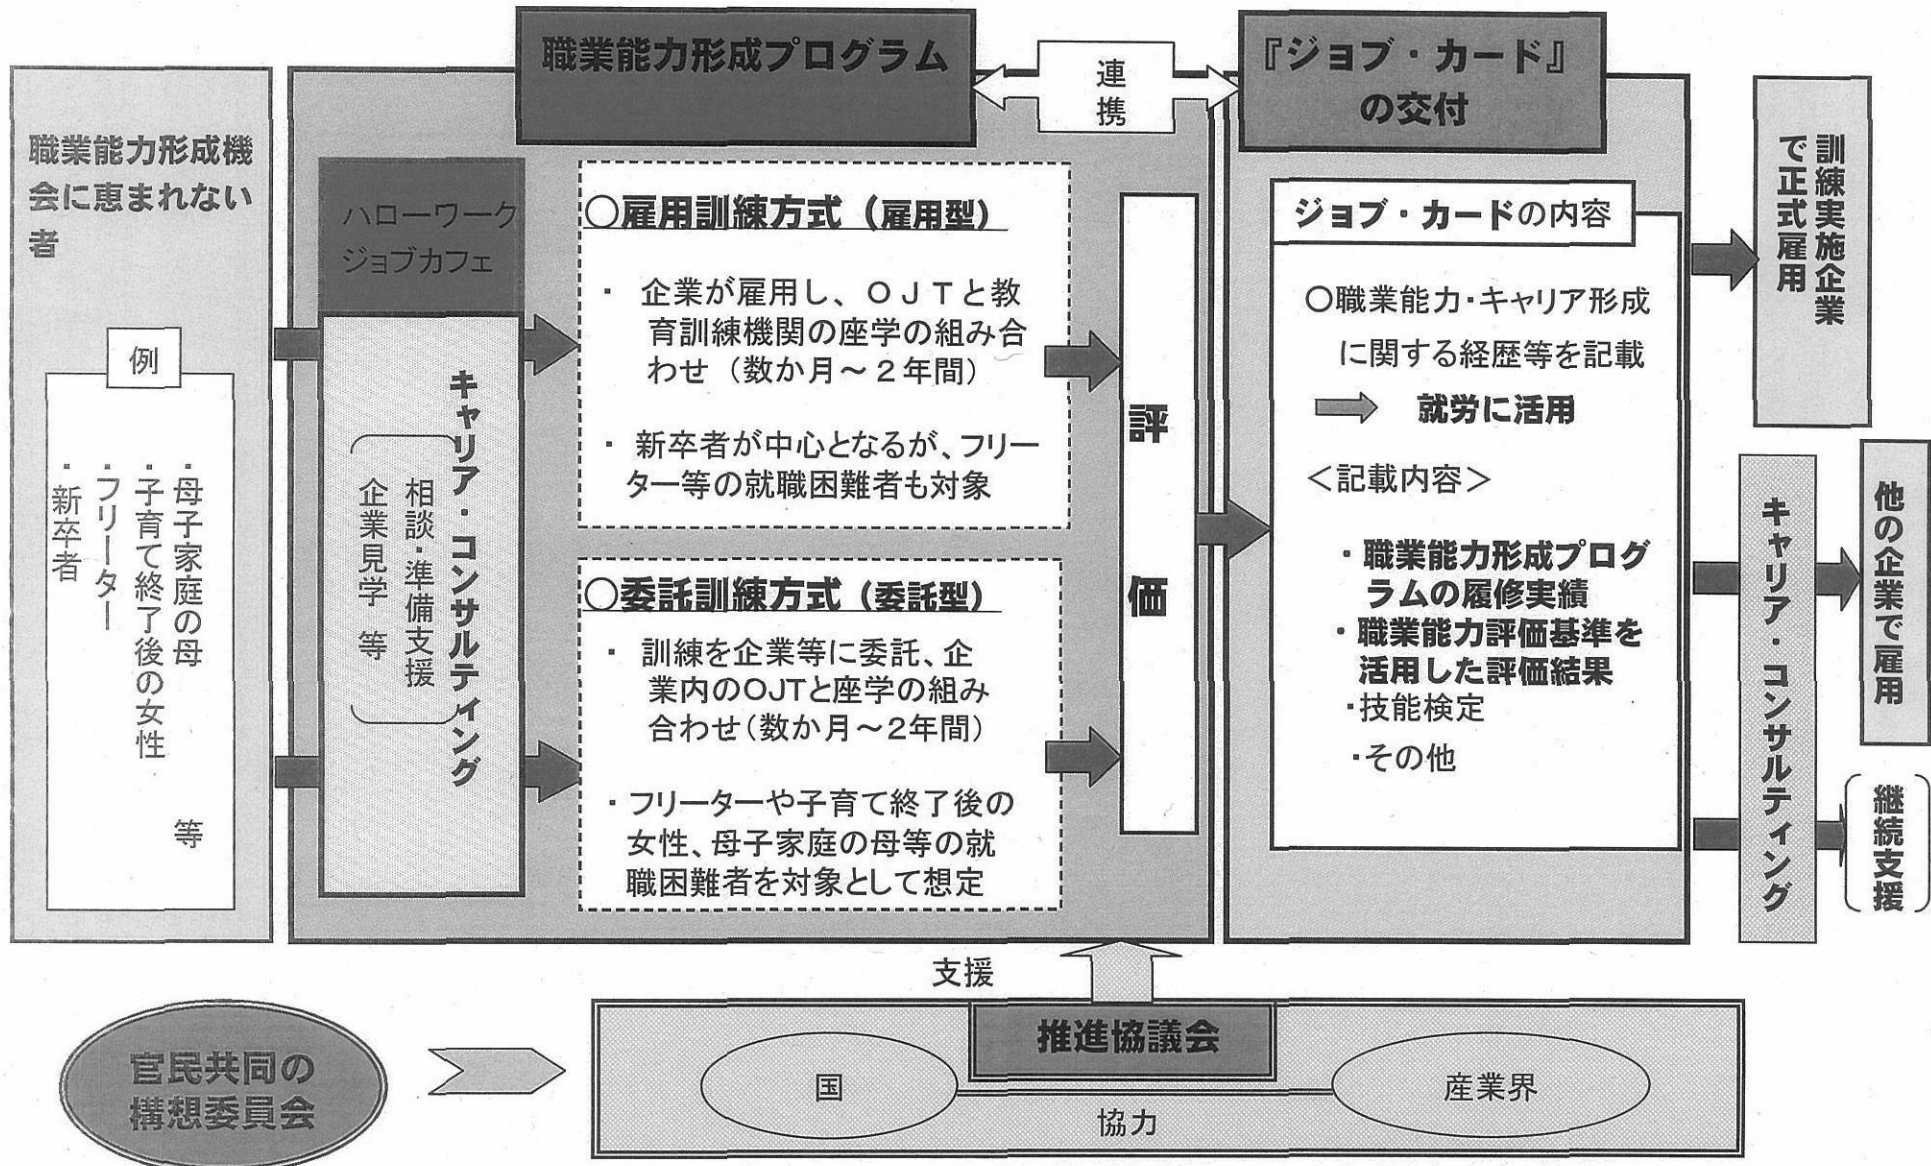 職業能力形成機
会に恵まれない
者
例
・母子家庭の母 等
・子育て終了後の女性
・フリーター
・新卒者
職業能力形成プログラム
ハローワーク
ジョブカフェ
キャリア・コンサルティング
相談・準備支援
企業見学 等
○雇用訓練方式(雇用型)
・ 企業が雇用し、OJTと教
育訓練機関の座学の組み合
わせ(数か月～2年間)
・ 新卒者が中心となるが、フリー
ター等の就職困難者も対象
○委託訓練方式(委託型)
・ 訓練を企業等に委託、企
業内のOJTと座学の組み
合わせ(数か月～2年間)
・フリーターや子育て終了後の
女性、母子家庭の母等の就
職困難者を対象として想定
評価
連
携
『ジョブ・カード』
の交付
ジョブ・カードの内容
○職業能力・キャリア形成
に関する経歴等を記載
就労に活用
＜記載内容＞
・職業能力形成プログ
ラムの履修実績
・職業能力評価基準を
活用した評価結果
・技能検定
・その他
訓練実施企業
で正式雇用
キャリア・コンサルティング
他の企業で雇用
継続支援
支援
官民共同の
構想委員会
推進協議会
国
産業界
協力